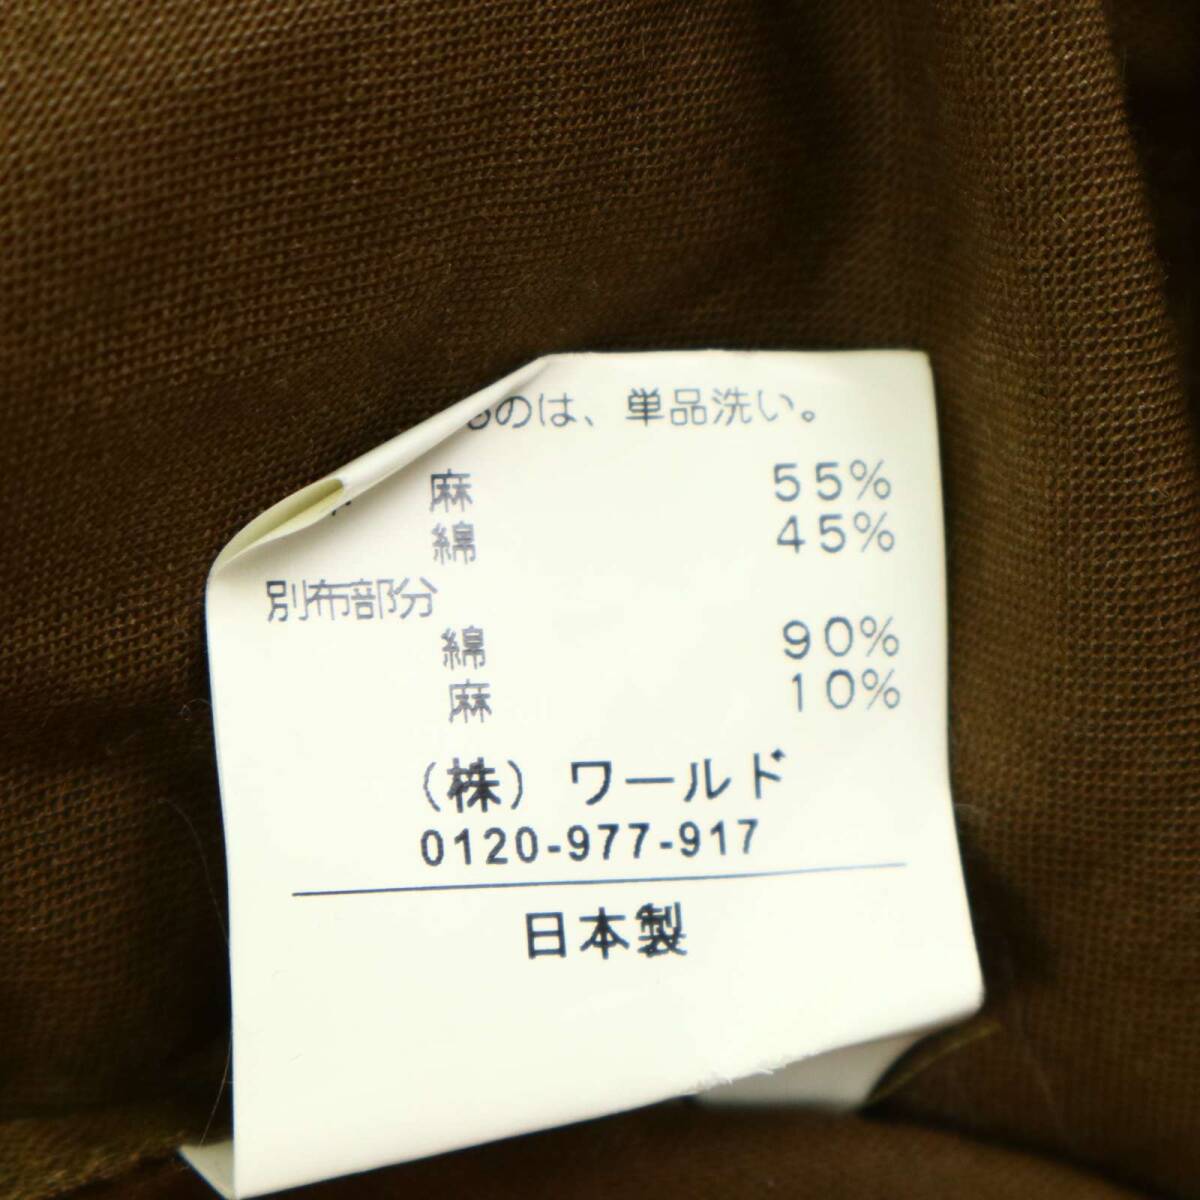 のは、単品洗い。
麻 55%
綿 45%
別布部分
綿 90%
麻 10%
(株) ワールド
0120-977-917
日本製